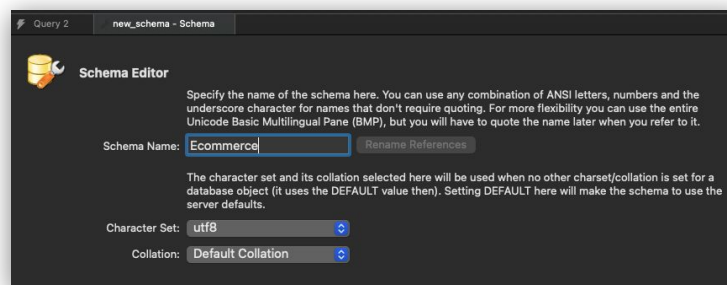 Query 2
new_schema - Schema
Schema Editor
Specify the name of the schema here. You can use any combination of ANSI letters, numbers and the
underscore character for names that don't require quoting. For more flexibility you can use the entire
Unicode Basic Multilingual Pane (BMP), but you will have to quote the name later when you refer to it.
Schema Name: Ecommerce Rename References
The character set and its collation selected here will be used when no other charset/collation is set for a
database object (it uses the DEFAULT value then). Setting DEFAULT here will make the schema to use the
server defaults.
Character Set: utf8
Collation: Default Collation